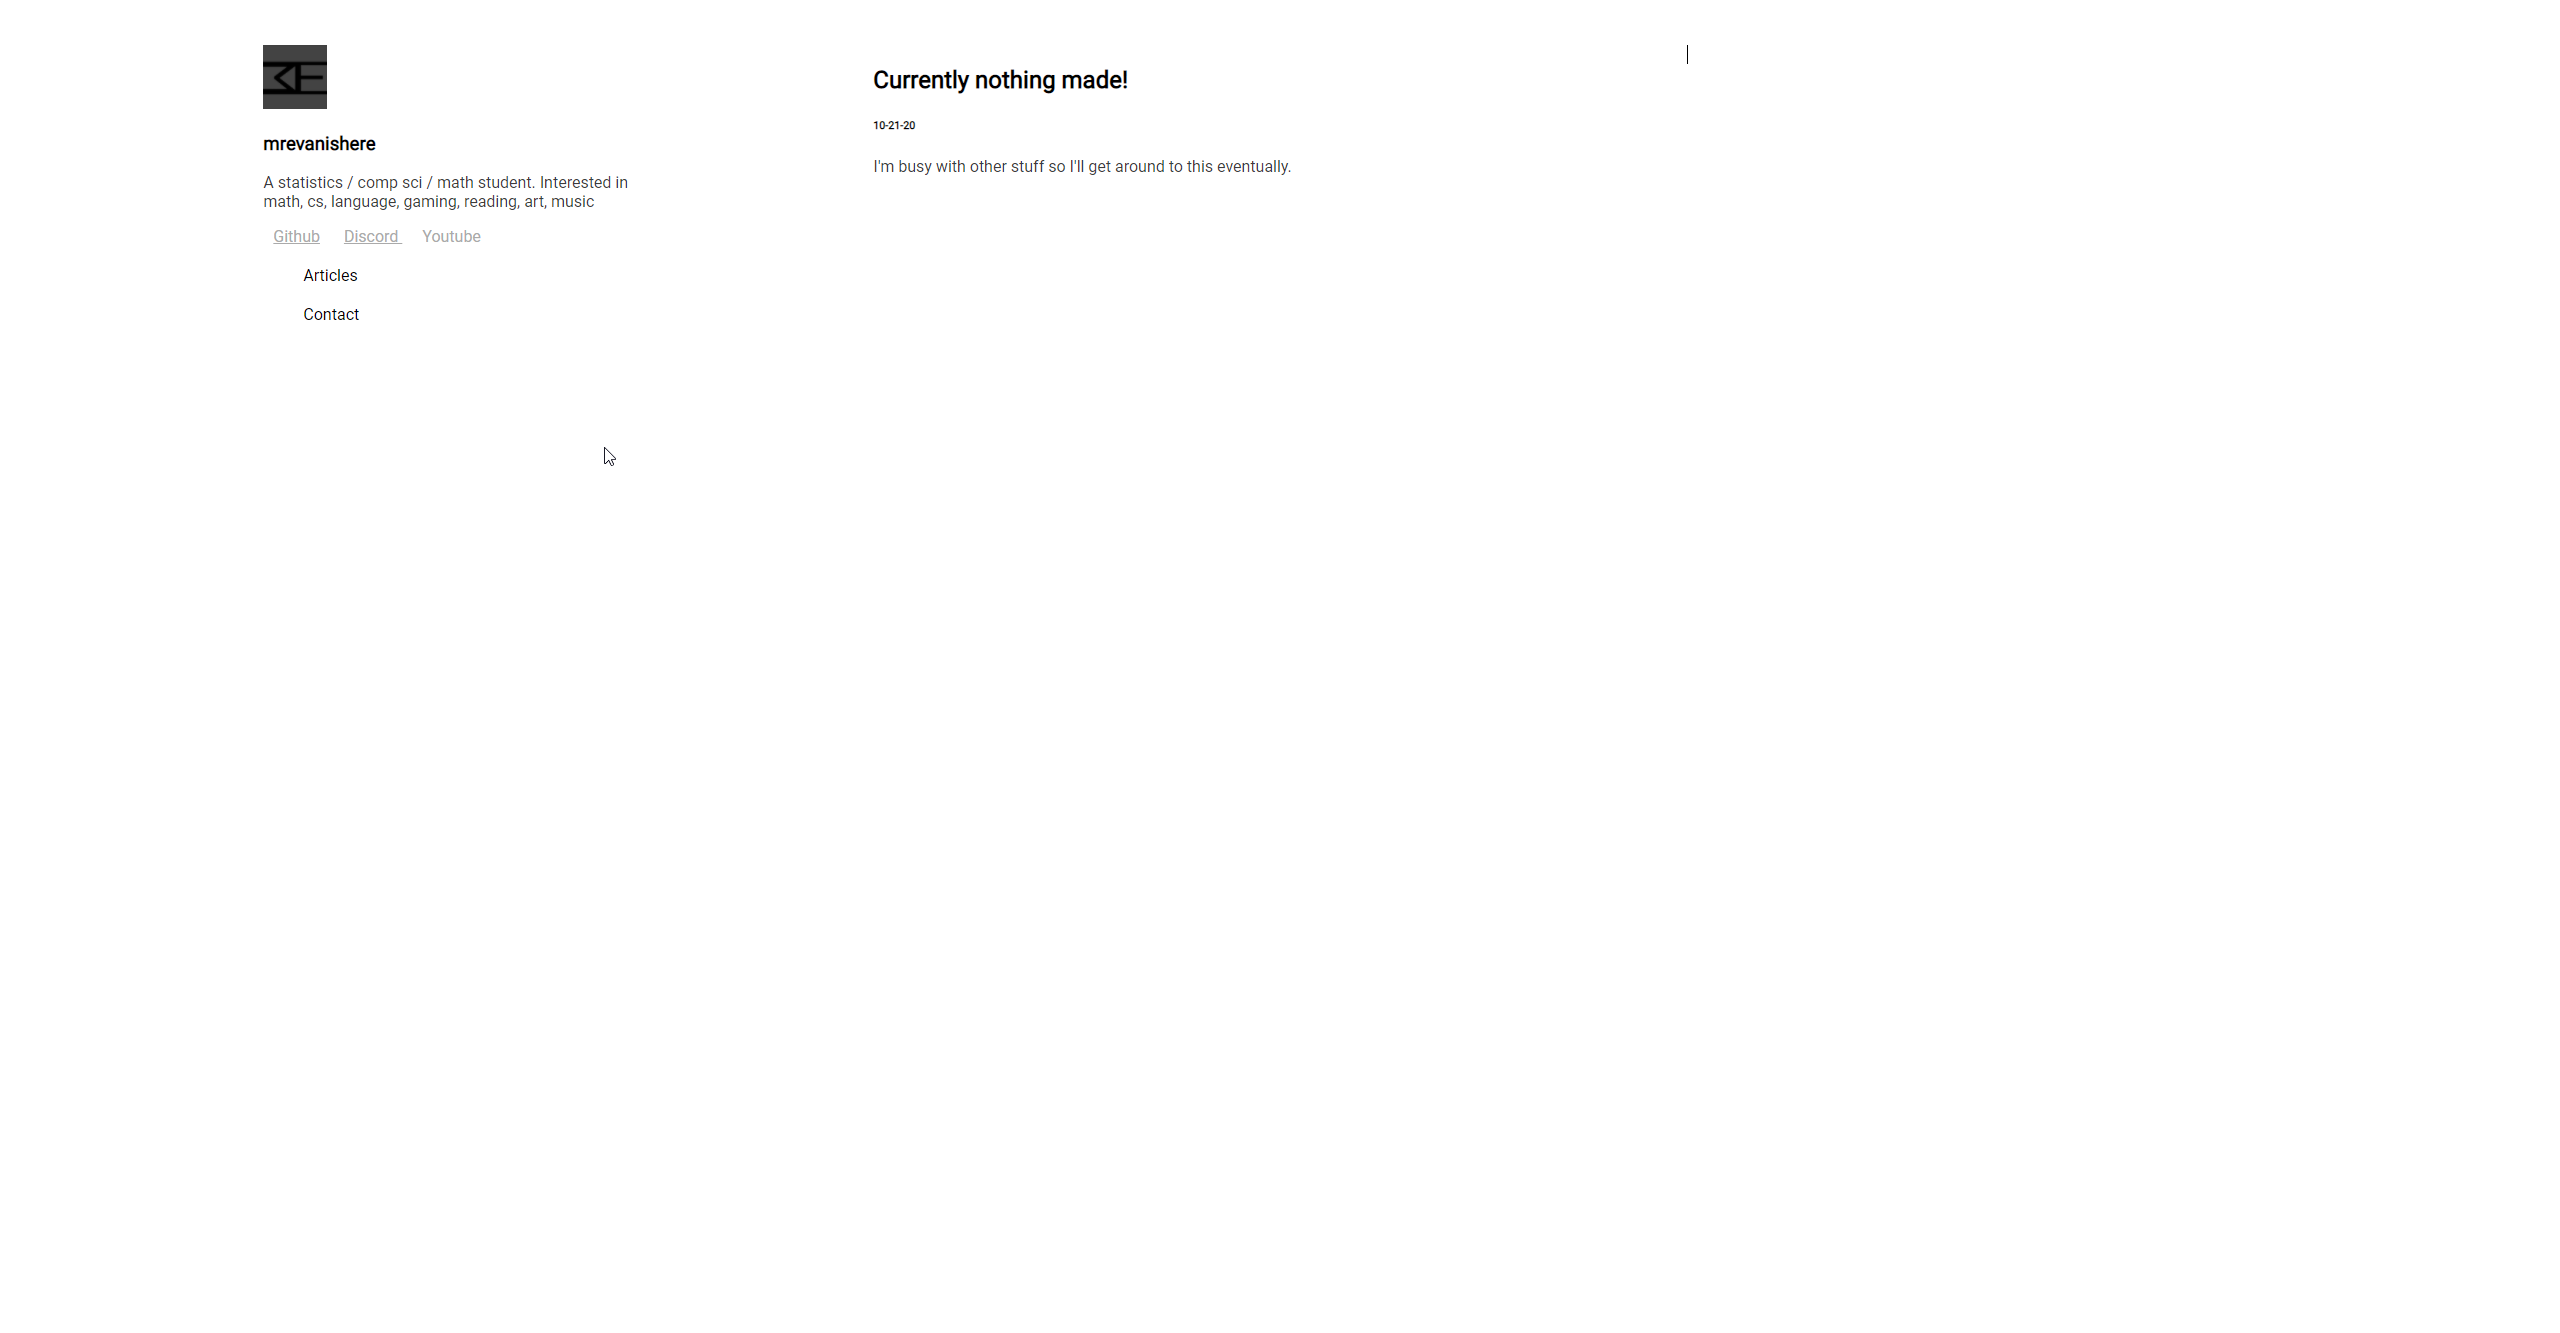 mrevanishere
A statistics / comp sci / math student. Interested in
math, cs, language, gaming, reading, art, music
Github Discord Youtube
Articles
Contact
Currently nothing made!
10-21-20
I'm busy with other stuff so I'll get around to this eventually.